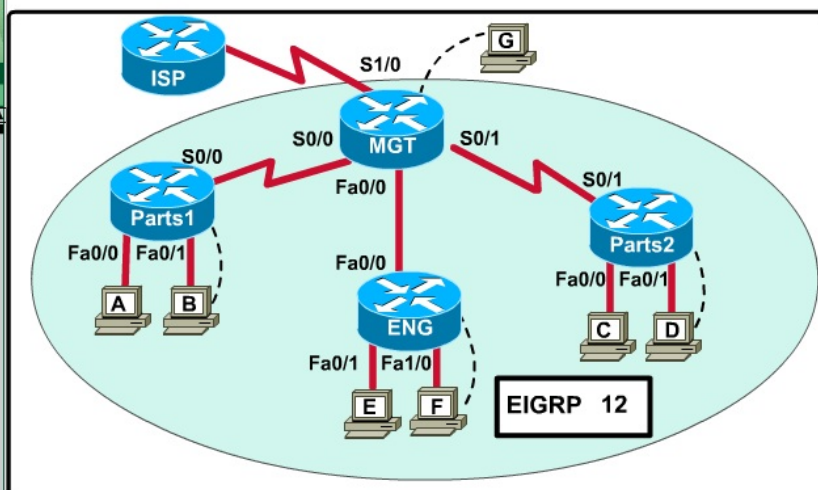 G
ISP
S1/0
MGT
S0/0
S0/1
S0/0
Fa0/0
S0/1
Parts1
Parts2
Fa0/0
Fa0/1
Fa0/0
Fa0/0
Fa0/1
A
B
ENG
C
D
Fa0/1
Fa1/0
E
F
EIGRP 12